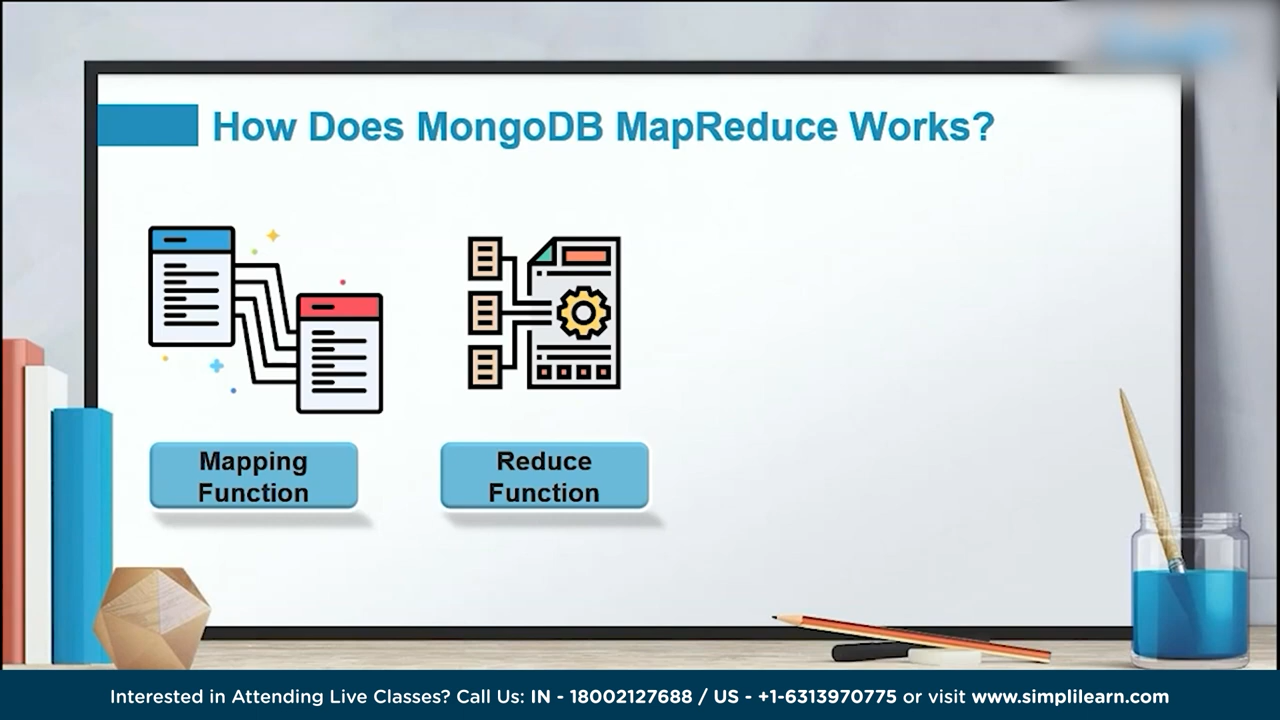 How Does MongoDB MapReduce Works?
Mapping
Function
Reduce
Function
Interested in Attending Live Classes? Call Us: IN - 18002127688 / US - +1-6313970775 or visit www.simplilearn.com